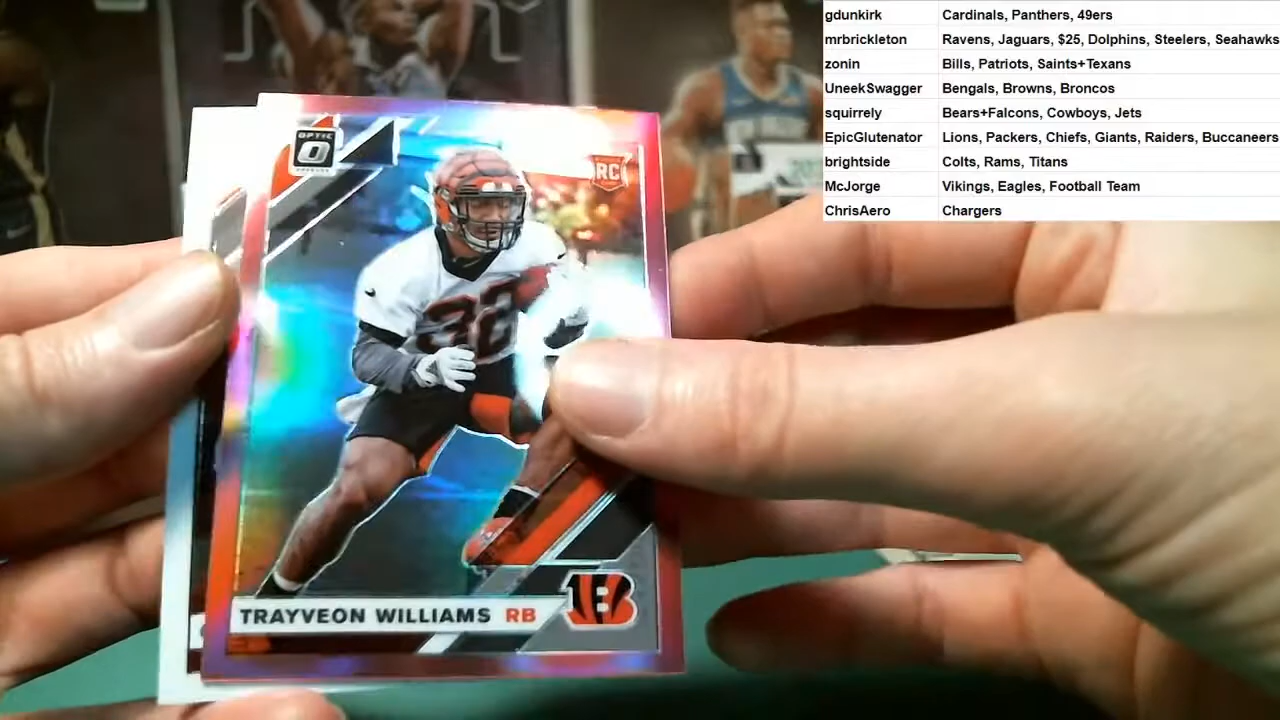 gdunkirk Cardinals, Panthers, 49ers
mrbrickleton Ravens, Jaguars, $25, Dolphins, Steelers, Seahawks
zonin Bills, Patriots, Saints+Texans
UneekSwagger Bengals, Browns, Broncos
squirrely Bears+Falcons, Cowboys, Jets
EpicGlutenator Lions, Packers, Chiefs, Giants, Raiders, Buccaneers
brightside Colts, Rams, Titans
McJorge Vikings, Eagles, Football Team
ChrisAero Chargers
OPTIC
RC
32
TRAYVEON WILLIAMS RB
B